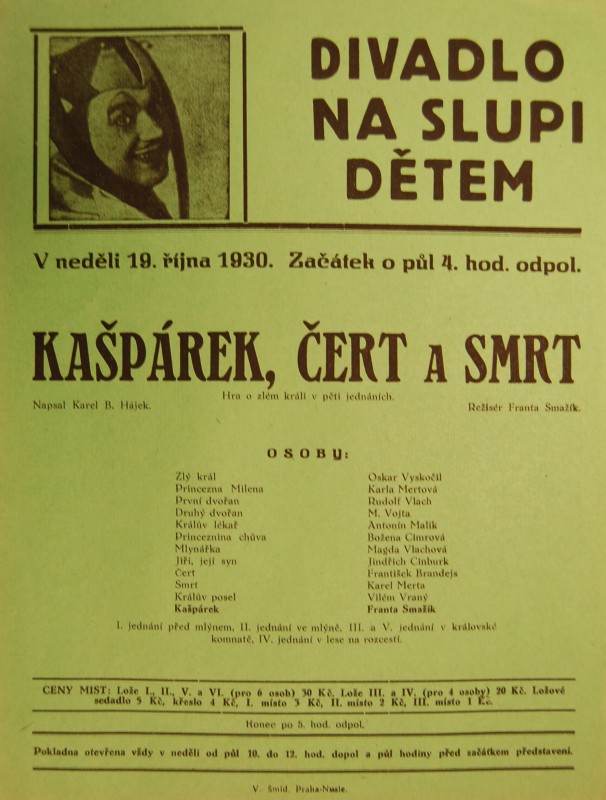 DIVADLO
NA SLUPI
DĚTEM
V neděli 19. října 1930. Začátek o půl 4. hod. odpol.
KAŠPÁREK, ČERT A SMRT
Hra o zlém králi v pěti jednáních.
Napsal Karel B. Hájek. Režisér Franta Smažík.
OSOBY:
Zlý král Oskar Vyskočil
Princezna Milena Karla Mertová
První dvořan Rudolf Vlach
Druhý dvořan M. Vojta
Králův lékař Antonín Malík
Princeznina chůva Božena Cimrová
Mlynářka Magda Vlachová
Jiří, její syn Jindřich Cinburk
Čert František Brandejs
Smrt Karel Merta
Králův posel Vilém Vraný
Kašpárek Franta Smažík
I. jednání před mlýnem, II. jednání ve mlýně, III. a V. jednání v královské
komnatě, IV. jednání v lese na rozcestí.
CENY MÍST: Lože I., II., V. a VI. (pro 6 osob) 30 Kč. Lože III. a IV. (pro 4 osoby) 20 Kč. Ložové
sedadlo 5 Kč, křeslo 4 Kč, I. místo 3 Kč, II. místo 2 Kč, III. místo 1 Kč.
Konec po 5. hod. odpol.
Pokladna otevřena vždy v neděli od půl 10. do 12. hod. dopol a půl hodiny před začátkem představení.
V. Šmíd, Praha-Nusle.